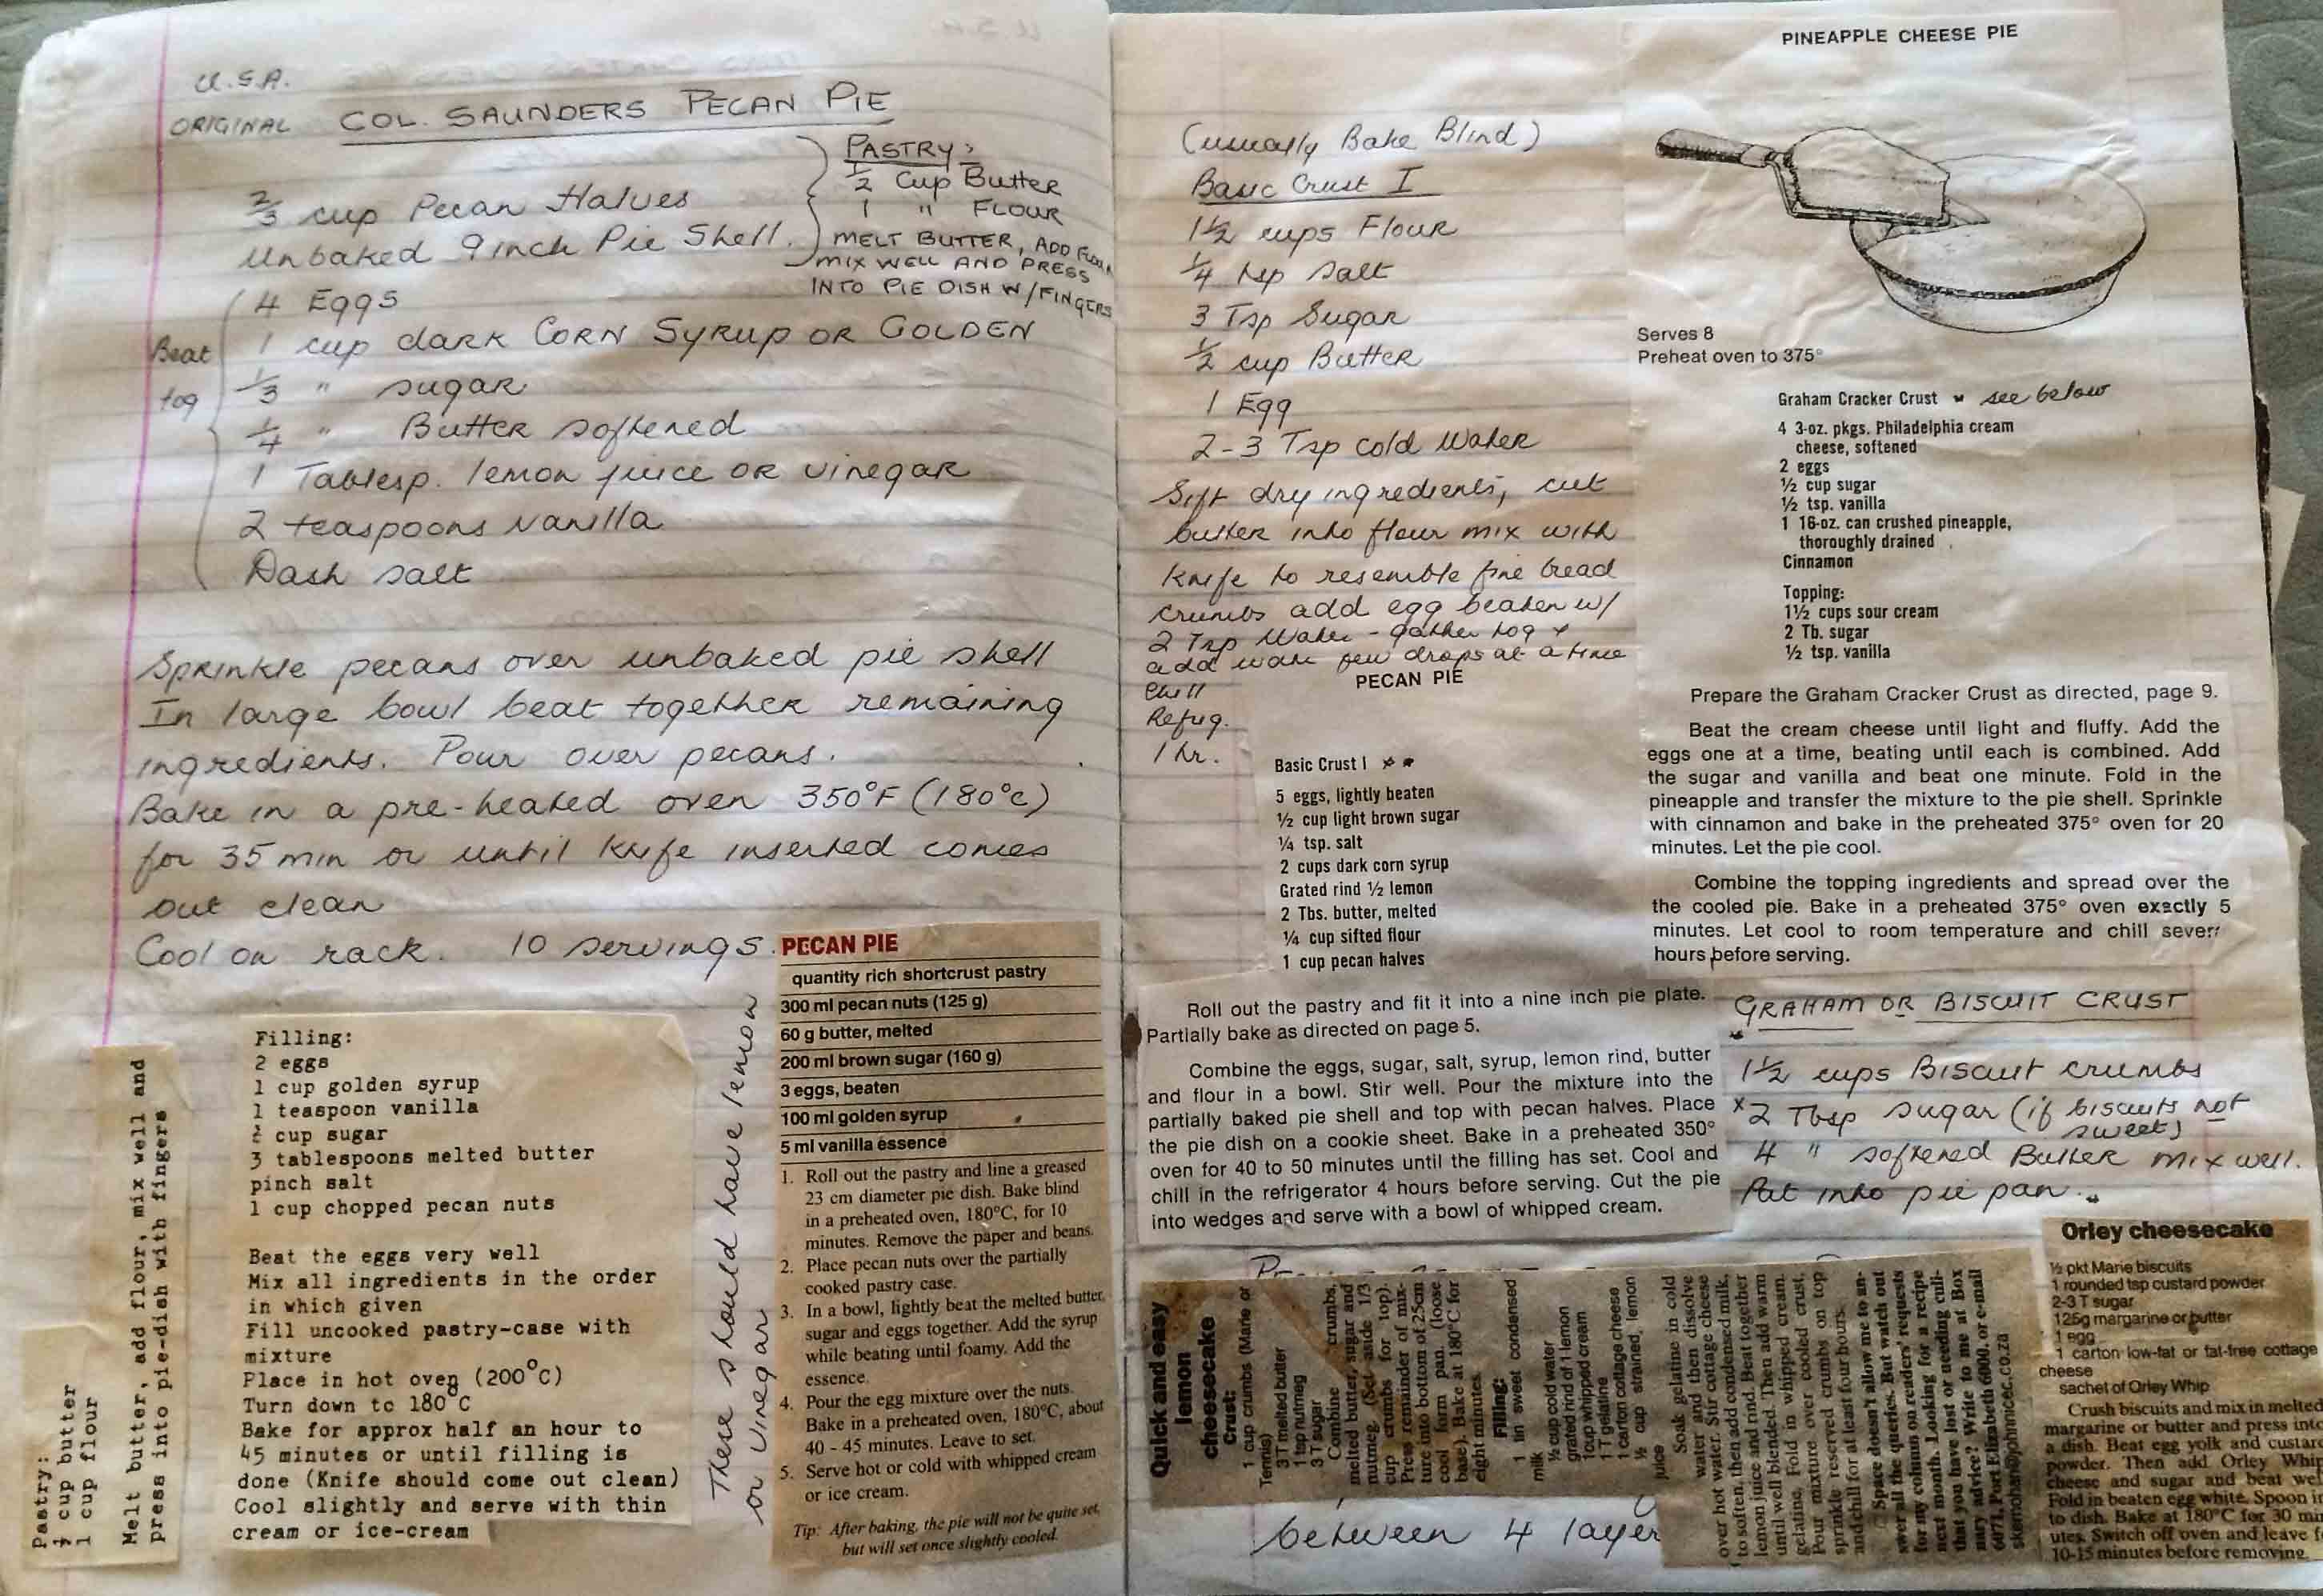 U.S.A.
ORIGINAL COL. SAUNDERS PECAN PIE
2/3 cup Pecan Halves
Unbaked 9 inch Pie Shell.
PASTRY:
1/2 Cup Butter
1 " FLOUR
MELT BUTTER, ADD FLOUR
MIX WELL AND PRESS
INTO PIE DISH W/FINGERS
Beat
tog
4 Eggs
1 cup dark CORN SYRUP OR GOLDEN
1/3 " sugar
1/4 " Butter softened
1 Tablesp. lemon juice OR vinegar
2 teaspoons vanilla
Dash salt
Sprinkle pecans over unbaked pie shell
In large bowl beat together remaining
ingredients. Pour over pecans.
Bake in a pre-heated oven 350°F (180°c)
for 35 min or until knife inserted comes
out clean
Cool on rack. 10 servings.
Pastry:
cup butter
1 cup flour
Melt butter, add flour, mix well and
press into pie-dish with fingers
Filling:
2 eggs
1 cup golden syrup
1 teaspoon vanilla
cup sugar
3 tablespoons melted butter
pinch salt
1 cup chopped pecan nuts
Beat the eggs very well
Mix all ingredients in the order
in which given
Fill uncooked pastry-case with
mixture
Place in hot oven (200°C)
Turn down to 180°C
Bake for approx half an hour to
45 minutes or until filling is
done (Knife should come out clean)
Cool slightly and serve with thin
cream or ice-cream
These should have lemon
or vinegar
PECAN PIE
quantity rich shortcrust pastry
300 ml pecan nuts (125 g)
60 g butter, melted
200 ml brown sugar (160 g)
3 eggs, beaten
100 ml golden syrup
5 ml vanilla essence
1. Roll out the pastry and line a greased
23 cm diameter pie dish. Bake blind
in a preheated oven, 180°C, for 10
minutes. Remove the paper and beans.
2. Place pecan nuts over the partially
cooked pastry case.
3. In a bowl, lightly beat the melted butter,
sugar and eggs together. Add the syrup
while beating until foamy. Add the
essence.
4. Pour the egg mixture over the nuts.
Bake in a preheated oven, 180°C, about
40 - 45 minutes. Leave to set.
5. Serve hot or cold with whipped cream
or ice cream.
Tip: After baking, the pie will not be quite set,
but will set once slightly cooled.
(usually Bake Blind)
Basic Crust I
1 1/2 cups Flour
1/4 tsp salt
3 Tsp Sugar
1/2 cup Butter
1 Egg
2-3 Tsp cold Water
Sift dry ingredients, cut
butter into flour mix with
knife to resemble fine bread
crumbs add egg beaten w/
2 Tsp Water - gather tog +
add water few drops at a time
Chill
Refrig.
1 hr.
PECAN PIE
Basic Crust I **
5 eggs, lightly beaten
½ cup light brown sugar
¼ tsp. salt
2 cups dark corn syrup
Grated rind ½ lemon
2 Tbs. butter, melted
¼ cup sifted flour
1 cup pecan halves
Roll out the pastry and fit it into a nine inch pie plate.
Partially bake as directed on page 5.
Combine the eggs, sugar, salt, syrup, lemon rind, butter
and flour in a bowl. Stir well. Pour the mixture into the
partially baked pie shell and top with pecan halves. Place
the pie dish on a cookie sheet. Bake in a preheated 350°
oven for 40 to 50 minutes until the filling has set. Cool and
chill in the refrigerator 4 hours before serving. Cut the pie
into wedges and serve with a bowl of whipped cream.
PINEAPPLE CHEESE PIE
Serves 8
Preheat oven to 375°
Graham Cracker Crust * see below
4 3-oz. pkgs. Philadelphia cream
cheese, softened
2 eggs
½ cup sugar
½ tsp. vanilla
1 16-oz. can crushed pineapple,
thoroughly drained
Cinnamon
Topping:
1½ cups sour cream
2 Tb. sugar
½ tsp. vanilla
Prepare the Graham Cracker Crust as directed, page 9.
Beat the cream cheese until light and fluffy. Add the
eggs one at a time, beating until each is combined. Add
the sugar and vanilla and beat one minute. Fold in the
pineapple and transfer the mixture to the pie shell. Sprinkle
with cinnamon and bake in the preheated 375° oven for 20
minutes. Let the pie cool.
Combine the topping ingredients and spread over the
the cooled pie. Bake in a preheated 375° oven exactly 5
minutes. Let cool to room temperature and chill several
hours before serving.
GRAHAM OR BISCUIT CRUST
1 1/2 cups Biscuit crumbs
x 2 Tbsp sugar (if biscuits not
sweet)
4 " softened Butter mix well.
Put into pie pan.
Quick and easy
lemon
cheesecake
Crust:
1 cup crumbs (Marie or
Tennis)
3 T melted butter
1 tsp nutmeg
3 T sugar
Combine crumbs,
melted butter, sugar and
nutmeg. (Set aside 1/3
cup crumbs for top).
Press remainder of mix-
ture into bottom of 25cm
cool form pan. (loose
base). Bake at 180°C for
eight minutes.
Filling:
1 tin sweet condensed
milk
½ cup cold water
grated rind of 1 lemon
1 cup whipped cream
1 T gelatine
1 carton cottage cheese
½ cup strained, lemon
juice
Soak gelatine in cold
water and then dissolve
over hot water. Stir cottage cheese
to soften, then add condensed milk,
lemon juice and rind. Beat together
until well blended. Then add warm
gelatine. Fold in whipped cream.
Pour mixture over cooled crust,
sprinkle reserved crumbs on top
and chill for at least four hours.
Space doesn't allow me to an-
swer all the queries. But watch out
for my column on readers' requests
next month. Looking for a recipe
that you have lost or needing culi-
nary advice? Write to me at Box
6071, Port Elizabeth 6000. or e-mail
between 4 layer
Orley cheesecake
½ pkt Marie biscuits
1 rounded tsp custard powder
2-3 T sugar
125g margarine or butter
1 egg
1 carton low-fat or fat-free cottage
cheese
sachet of Orley Whip
Crush biscuits and mix in melted
margarine or butter and press into
a dish. Beat egg yolk and custard
powder. Then add Orley Whip,
cheese and sugar and beat well.
Fold in beaten egg white. Spoon in
to dish. Bake at 180°C for 30 min
utes. Switch off oven and leave for
10-15 minutes before removing.